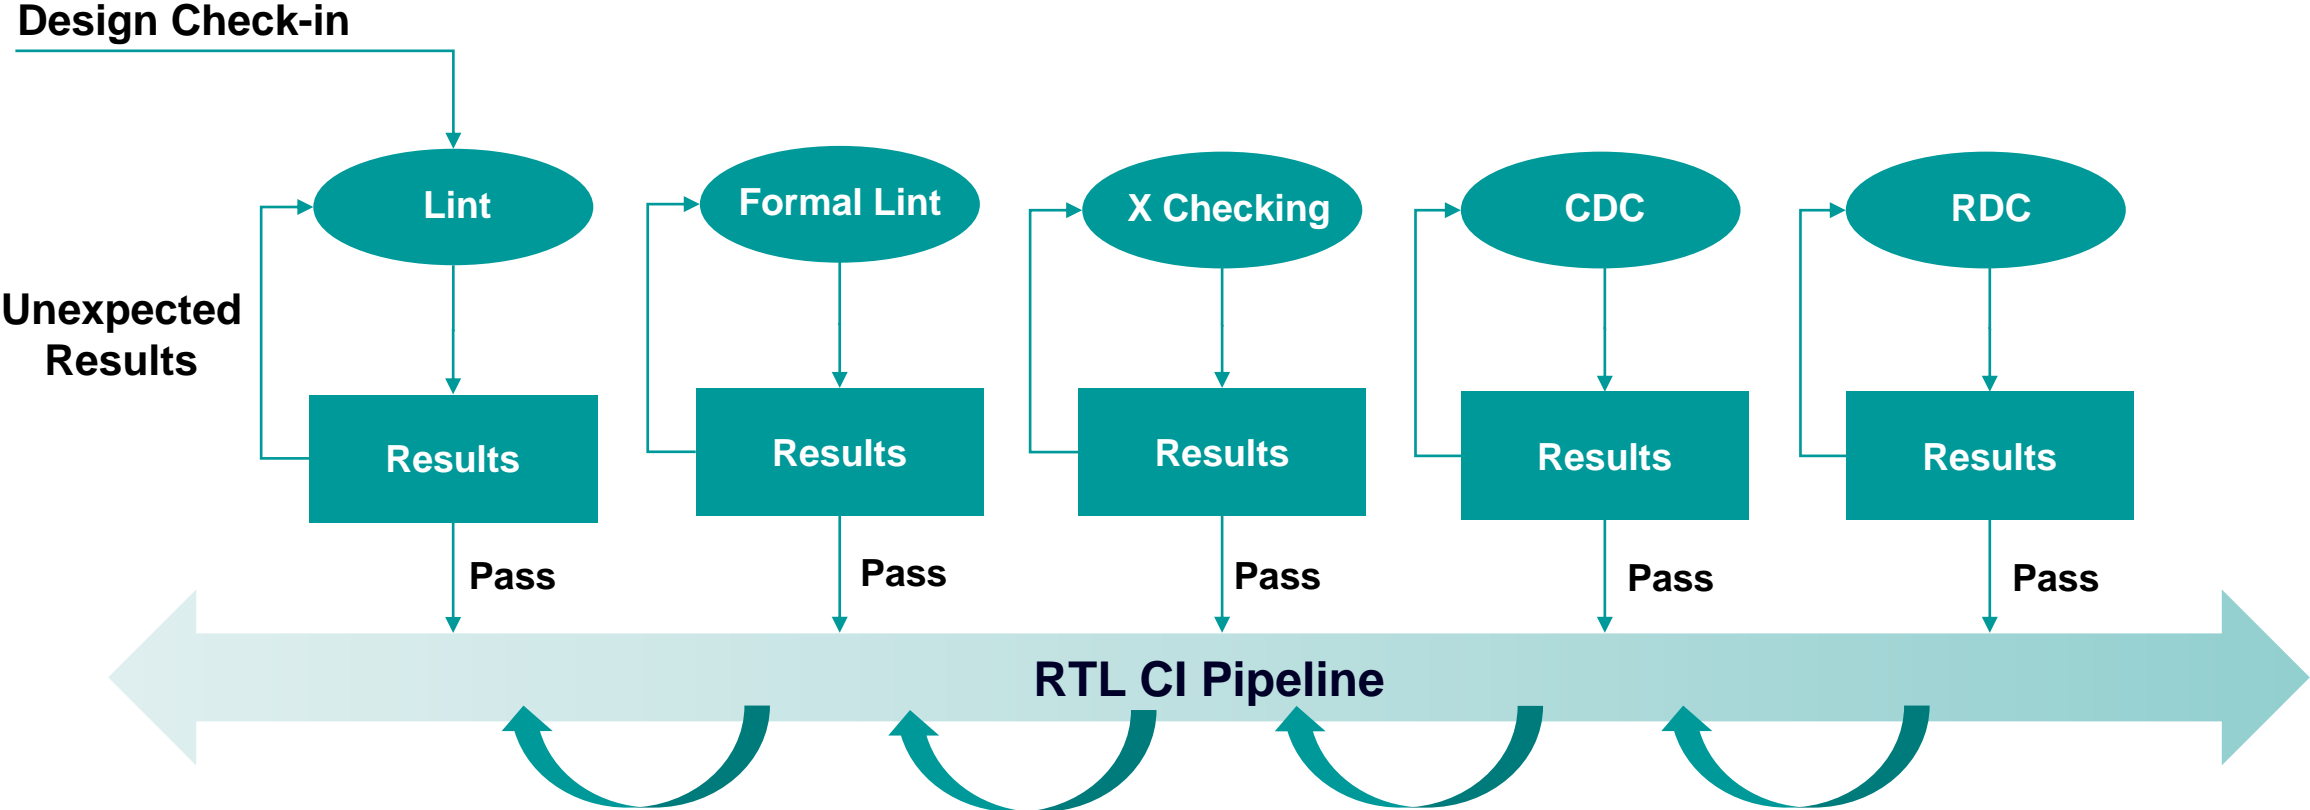 Design Check-in
Lint
Formal Lint
X Checking
CDC
RDC
Unexpected
Results
Results
Results
Results
Results
Results
Pass
Pass
Pass
Pass
Pass
RTL CI Pipeline